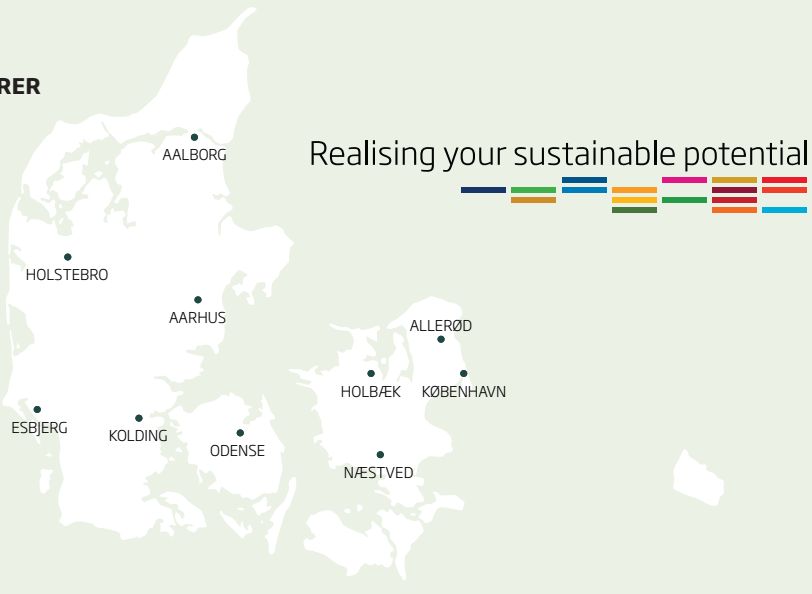 RER
AALBORG
Realising your sustainable potential
HOLSTEBRO
AARHUS
ALLERØD
HOLBÆK
KØBENHAVN
ESBJERG
KOLDING
ODENSE
NÆSTVED